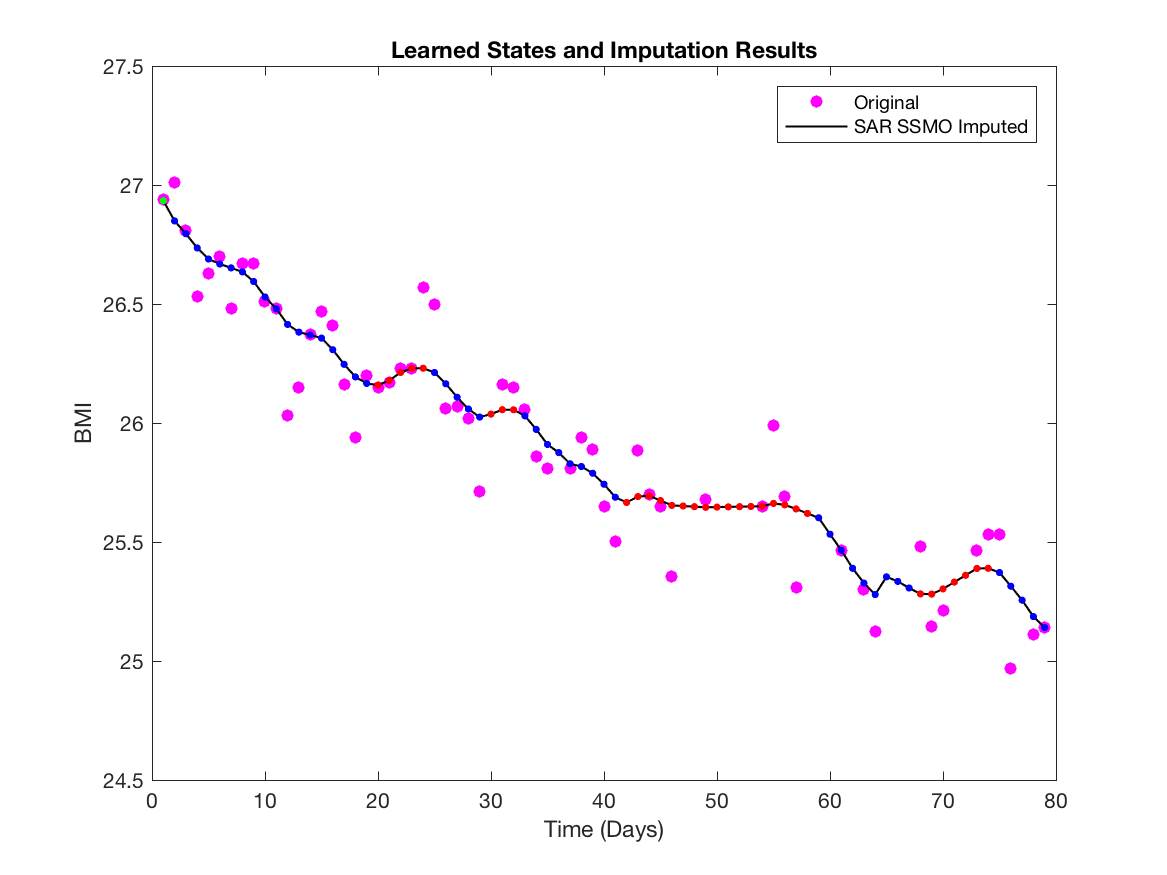 Learned States and Imputation Results
27.5
27
26.5
26
25.5
25
24.5
BMI
Original
SAR SSMO Imputed
0 10 20 30 40 50 60 70 80
Time (Days)